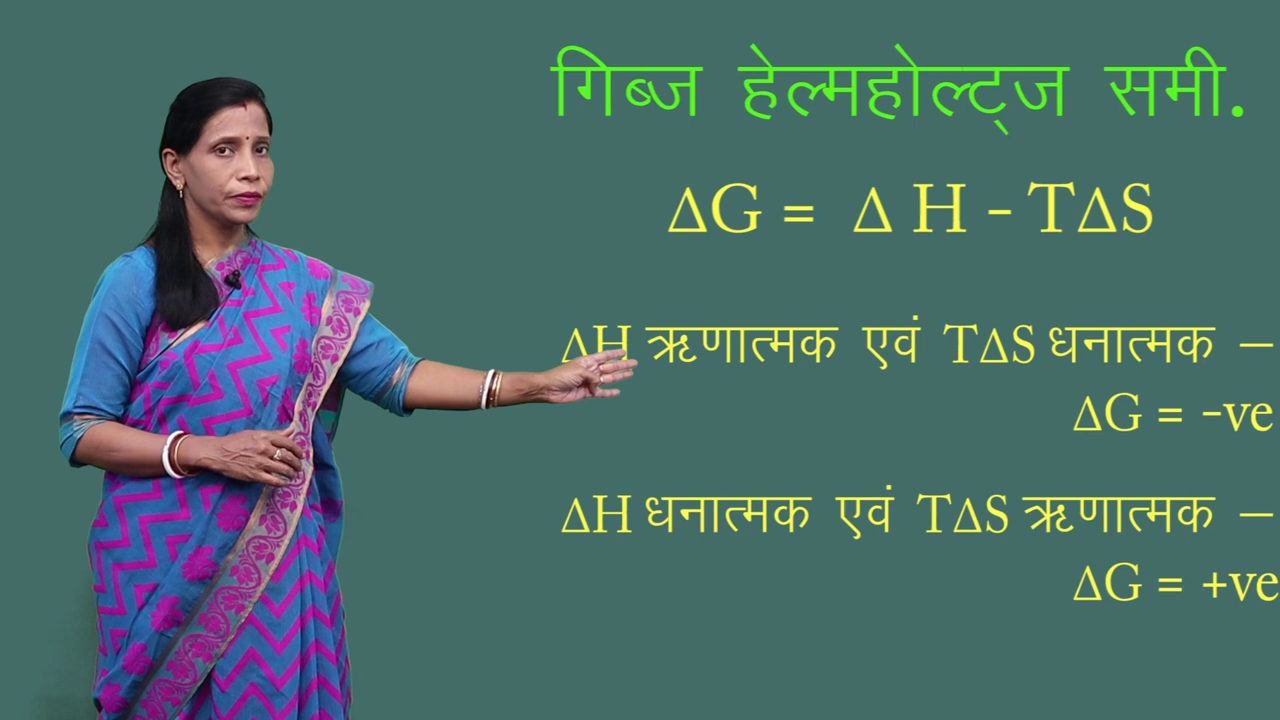 गिब्ज हेल्महोल्ट्ज समी.
ΔG = Δ H - TΔS
ΔH ऋणात्मक एवं TΔS धनात्मक –
ΔG = -ve
ΔH धनात्मक एवं TΔS ऋणात्मक –
ΔG = +ve